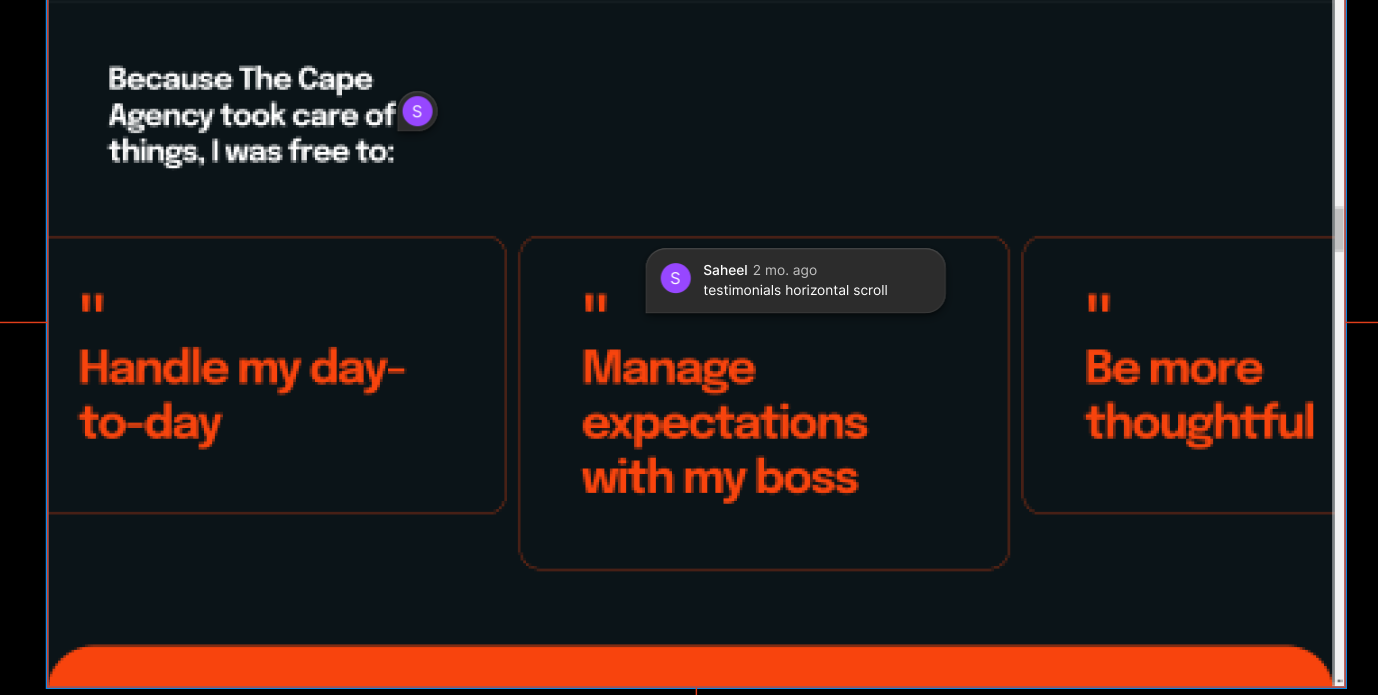 Because The Cape
Agency took care of
things, I was free to:
S
S
Saheel 2 mo. ago
testimonials horizontal scroll
"
Handle my day-
to-day
"
Manage
expectations
with my boss
"
Be more
thoughtful